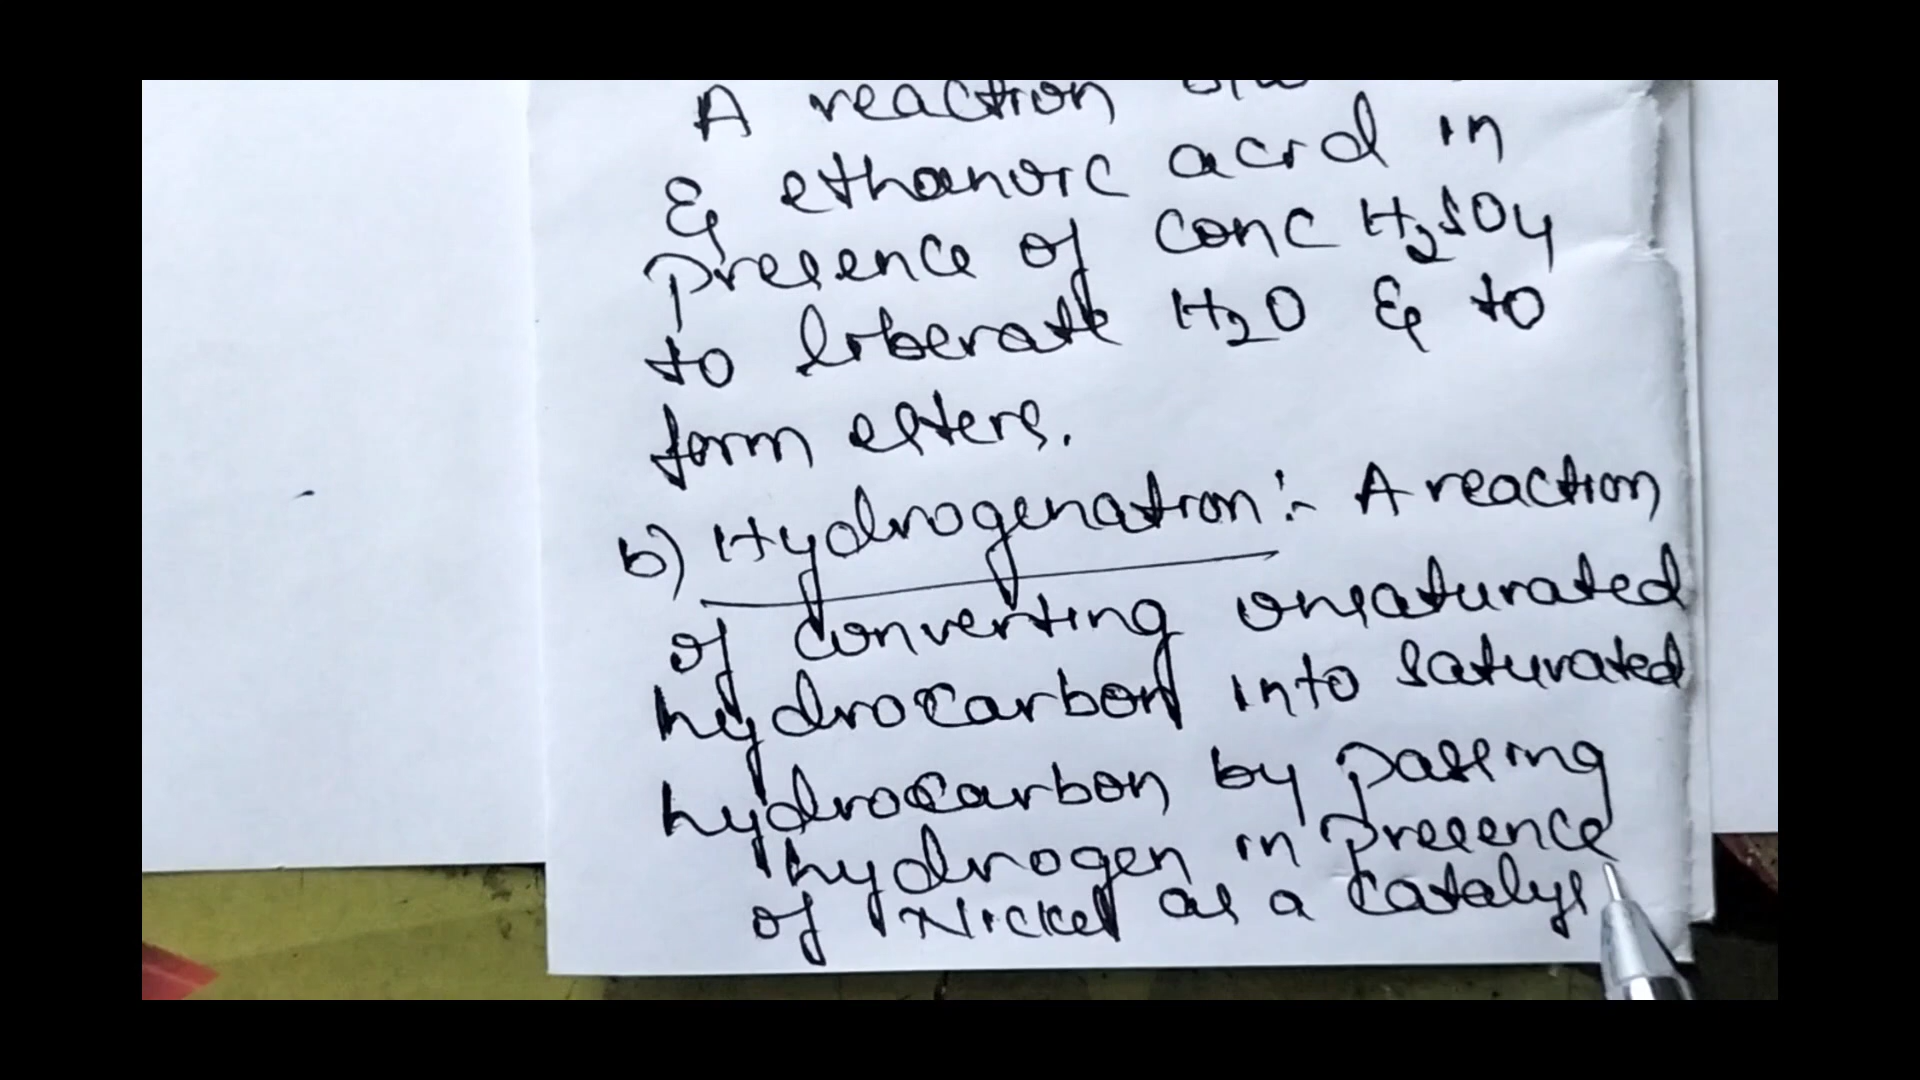 A reaction
& ethanoic acid in
presence of conc H2SO4
to liberate H2O & to
form esters.
b) Hydrogenation :- A reaction
of converting unsaturated
hydrocarbon into saturated
hydrocarbon by passing
hydrogen in presence
of Nickel as a catalys